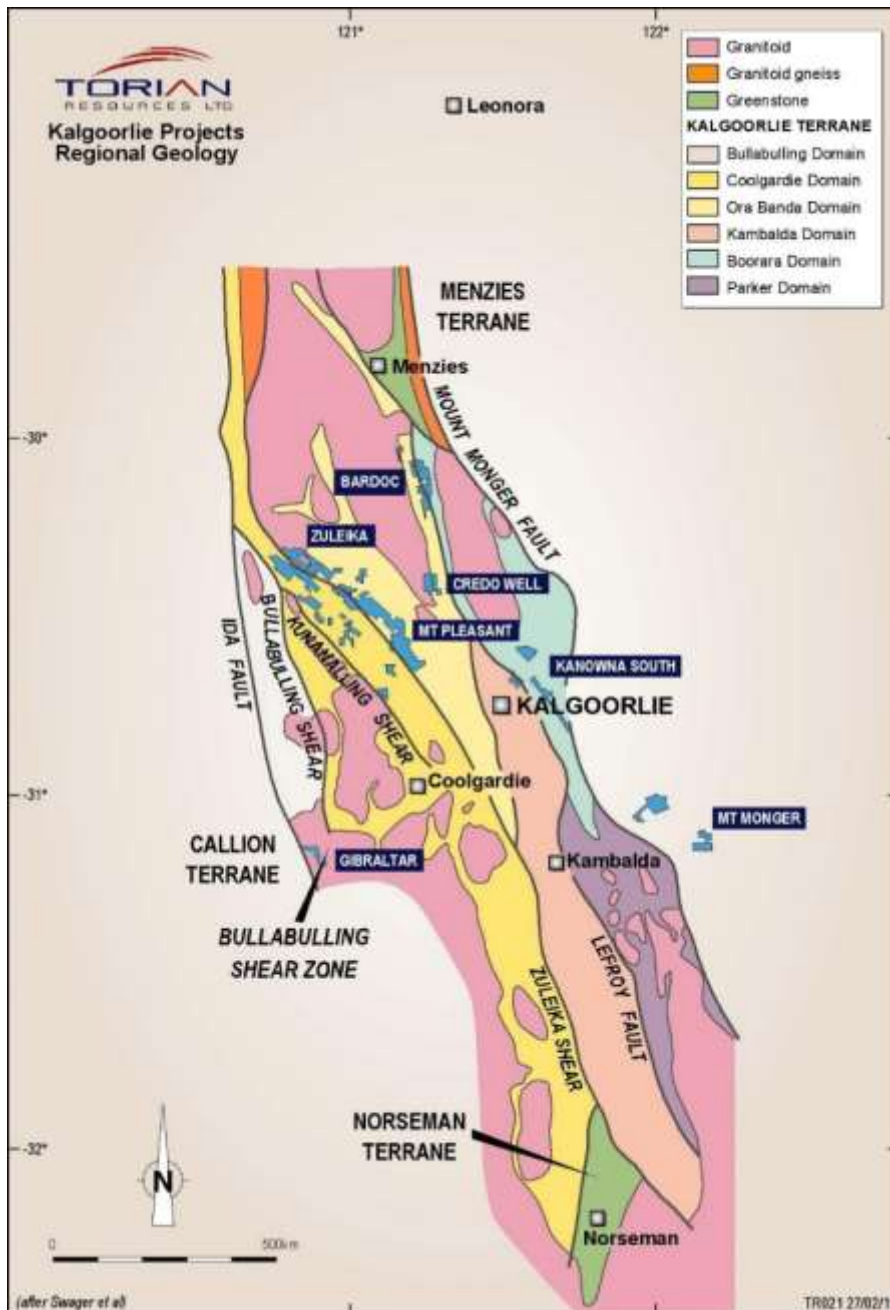 121°
122°
TORIAN
RESOURCES LTD
Kalgoorlie Projects
Regional Geology
Granitoid
Granitoid gneiss
Greenstone
KALGOORLIE TERRANE
Bullabulling Domain
Coolgardie Domain
Ora Banda Domain
Kambalda Domain
Boorara Domain
Parker Domain
Leonora
MENZIES
TERRANE
Menzies
MOUNT MONGER FAULT
-30°
BARDOC
ZULEIKA
CREDO WELL
MT PLEASANT
KANOWNA SOUTH
IDA FAULT
BULLABULLING SHEAR
KUNANALLING SHEAR
KALGOORLIE
Coolgardie
-31°
MT MONGER
CALLION
TERRANE
GIBRALTAR
Kambalda
BULLABULLING
SHEAR ZONE
LEFROY FAULT
ZULEIKA SHEAR
NORSEMAN
TERRANE
-32°
N
Norseman
0 500km
(after Swager et al)
TR021 27/02/1